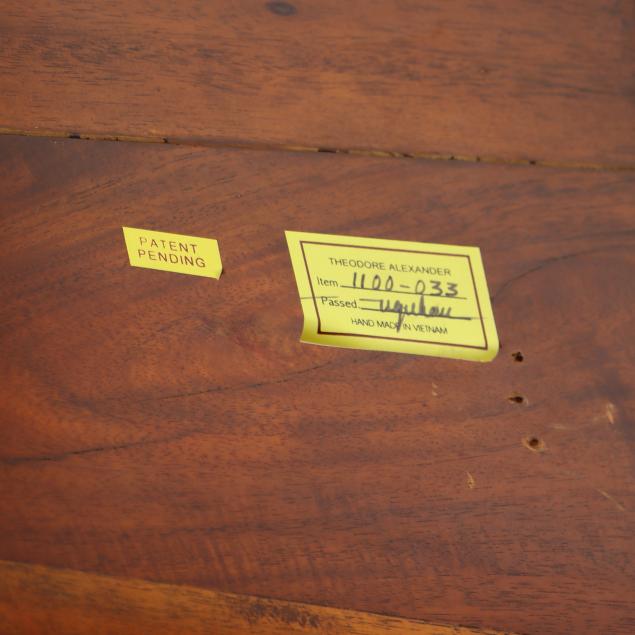 PATENT
PENDING
THEODORE ALEXANDER
Item 1100-033
Passed
HAND MADE IN VIETNAM